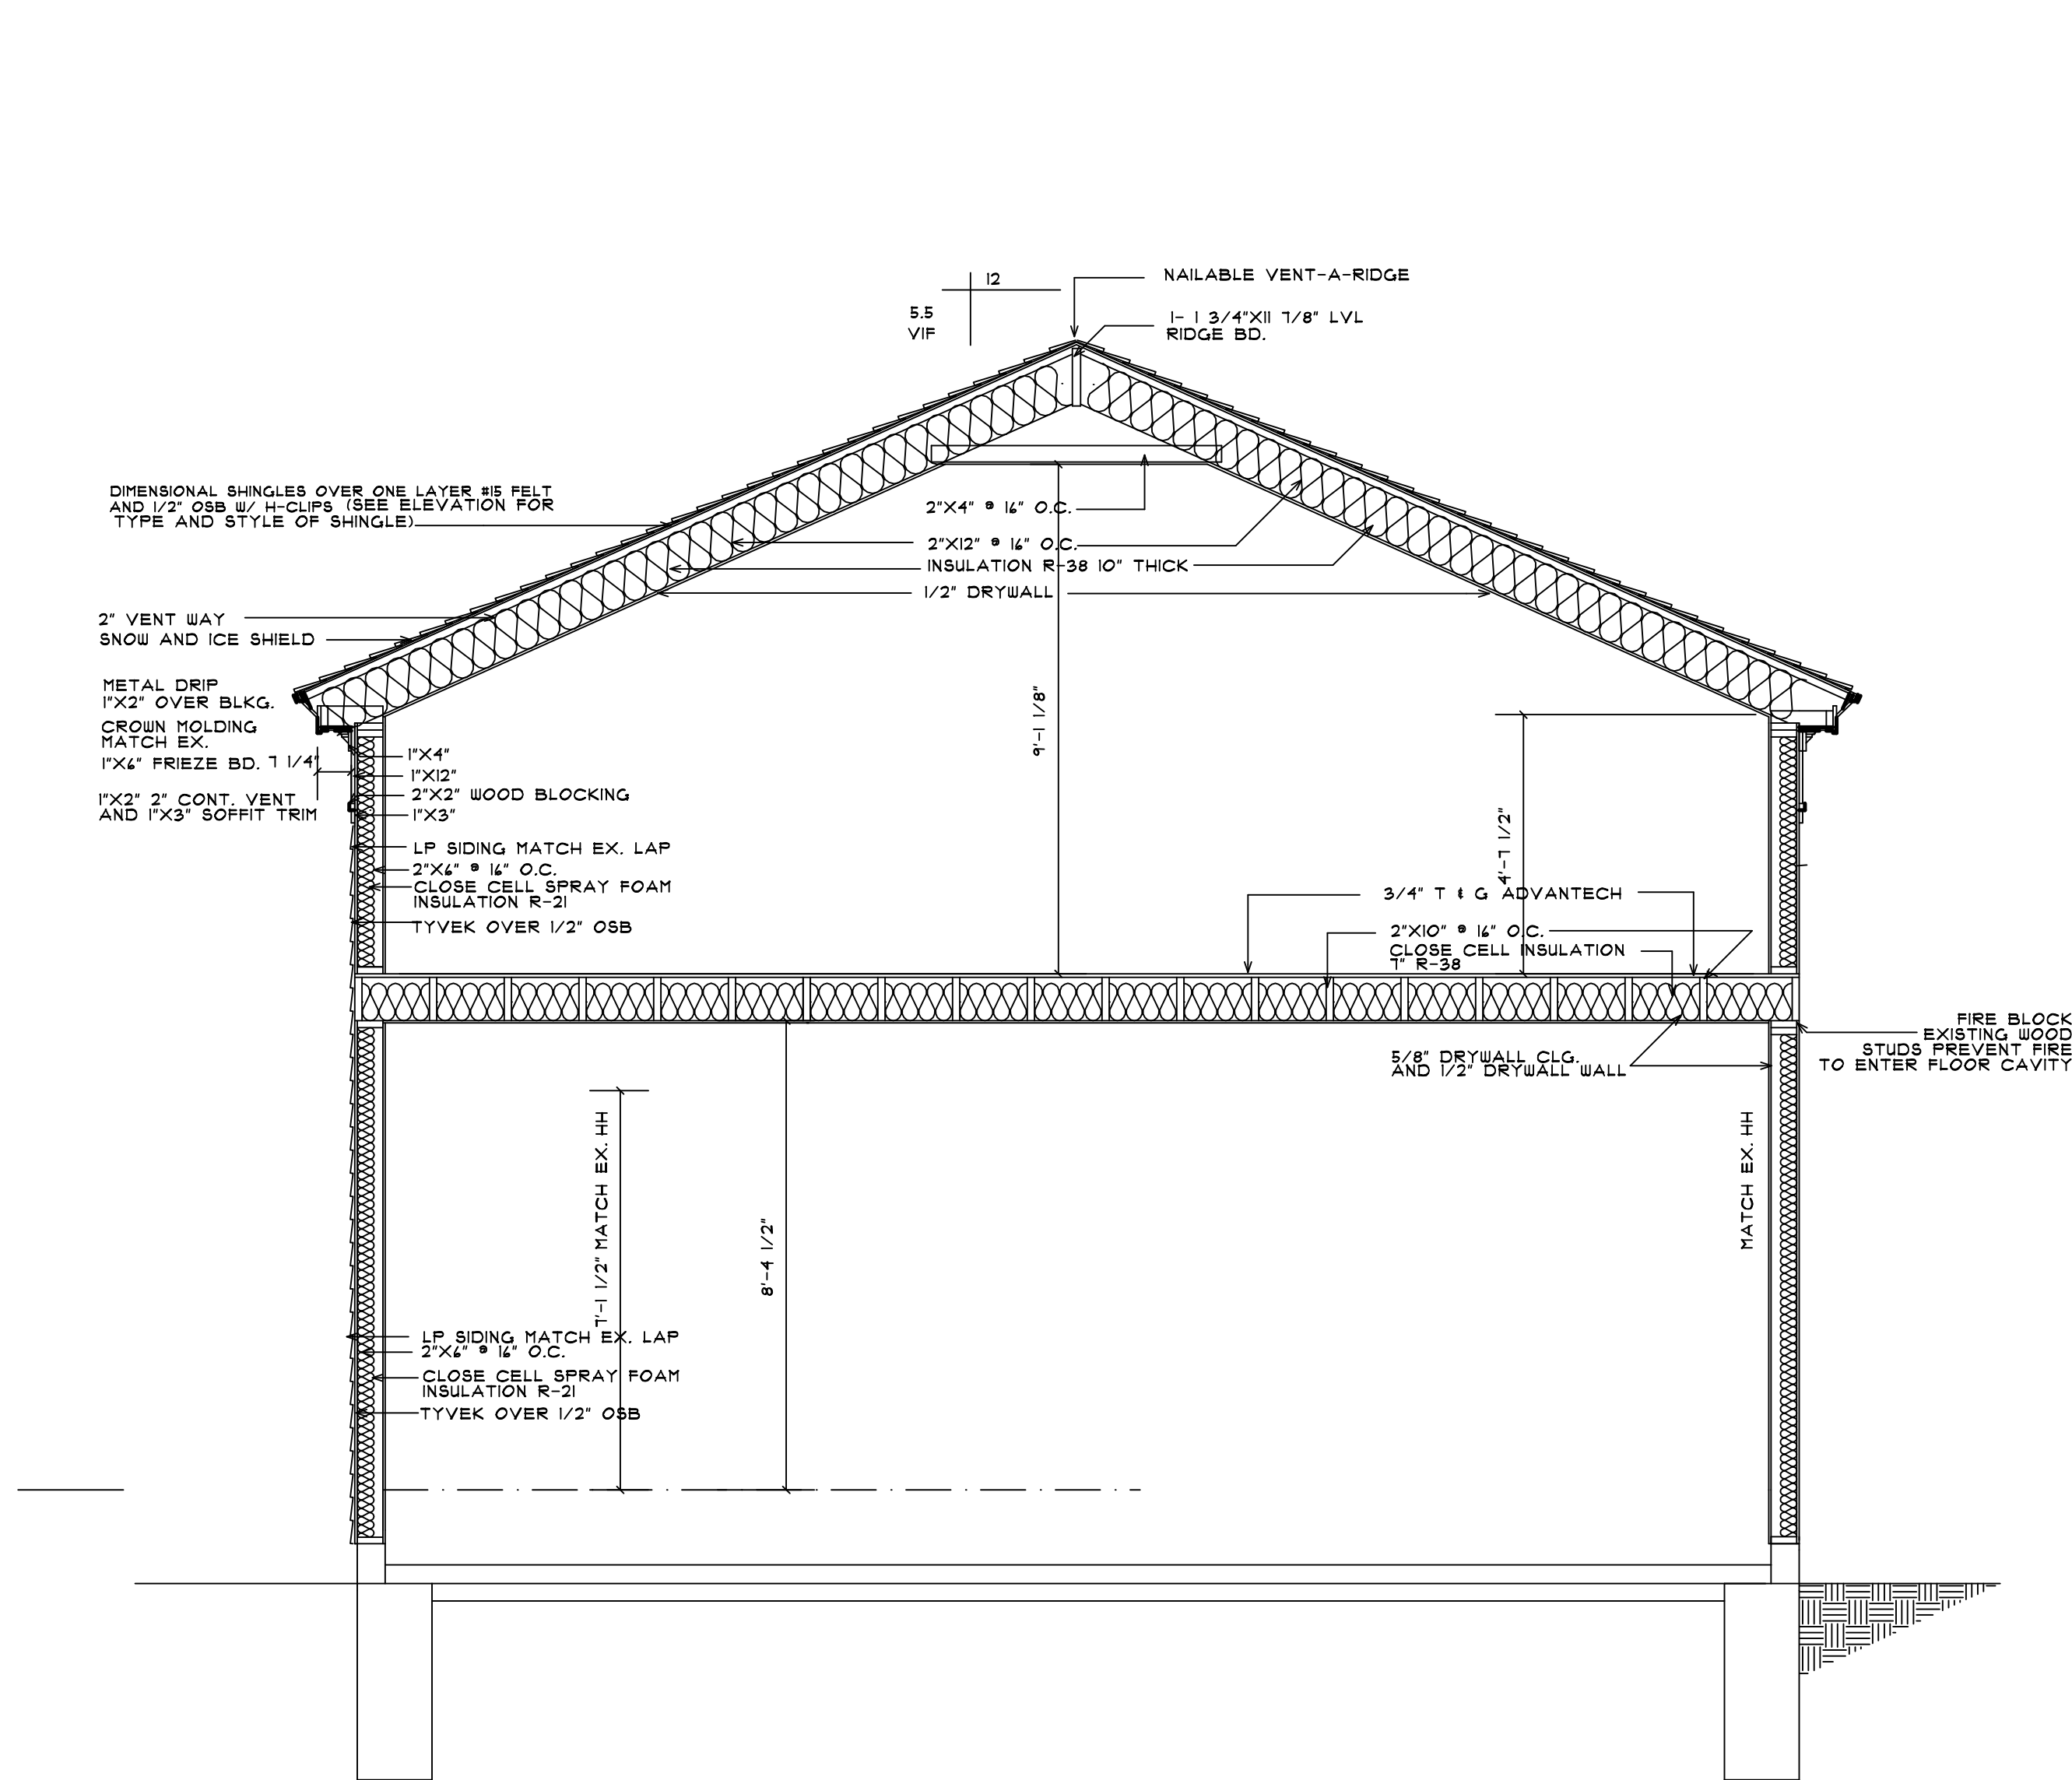 12
NAILABLE VENT-A-RIDGE
5.5
VIF
1- 1 3/4"X11 7/8" LVL
RIDGE BD.
DIMENSIONAL SHINGLES OVER ONE LAYER #15 FELT
AND 1/2" OSB W/ H-CLIPS (SEE ELEVATION FOR
TYPE AND STYLE OF SHINGLE)
2"X4" @ 16" O.C.
2"X12" @ 16" O.C.
INSULATION R-38 10" THICK
1/2" DRYWALL
2" VENT WAY
SNOW AND ICE SHIELD
METAL DRIP
1"X2" OVER BLKG.
CROWN MOLDING
MATCH EX.
1"X6" FRIEZE BD.
7 1/4"
1"X2" 2" CONT. VENT
AND 1"X3" SOFFIT TRIM
1"X4"
1"X12"
2"X2" WOOD BLOCKING
1"X3"
LP SIDING MATCH EX. LAP
2"X6" @ 16" O.C.
CLOSE CELL SPRAY FOAM
INSULATION R-21
TYVEK OVER 1/2" OSB
9'-1 1/8"
4'-7 1/2"
3/4" T & G ADVANTECH
2"X10" @ 16" O.C.
CLOSE CELL INSULATION
7" R-38
FIRE BLOCK
EXISTING WOOD
STUDS PREVENT FIRE
TO ENTER FLOOR CAVITY
5/8" DRYWALL CLG.
AND 1/2" DRYWALL WALL
7'-1 1/2" MATCH EX. HH
8'-4 1/2"
MATCH EX. HH
LP SIDING MATCH EX. LAP
2"X6" @ 16" O.C.
CLOSE CELL SPRAY FOAM
INSULATION R-21
TYVEK OVER 1/2" OSB